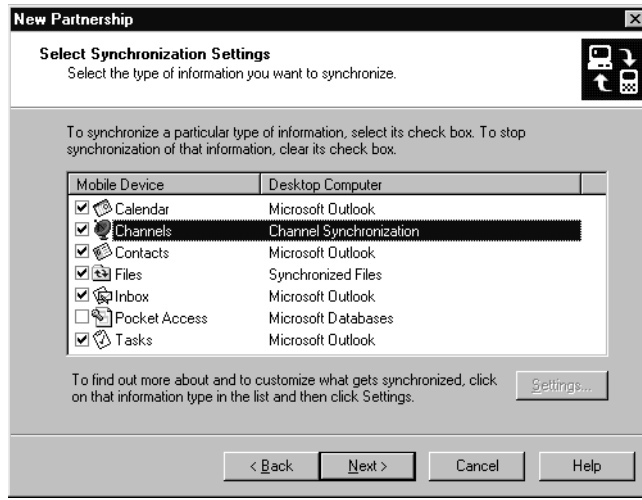 New Partnership
Select Synchronization Settings
Select the type of information you want to synchronize.
To synchronize a particular type of information, select its check box. To stop
synchronization of that information, clear its check box.
Mobile Device Desktop Computer
Calendar Microsoft Outlook
Channels Channel Synchronization
Contacts Microsoft Outlook
Files Synchronized Files
Inbox Microsoft Outlook
Pocket Access Microsoft Databases
Tasks Microsoft Outlook
To find out more about and to customize what gets synchronized, click
on that information type in the list and then click Settings.
Settings...
< Back Next > Cancel Help